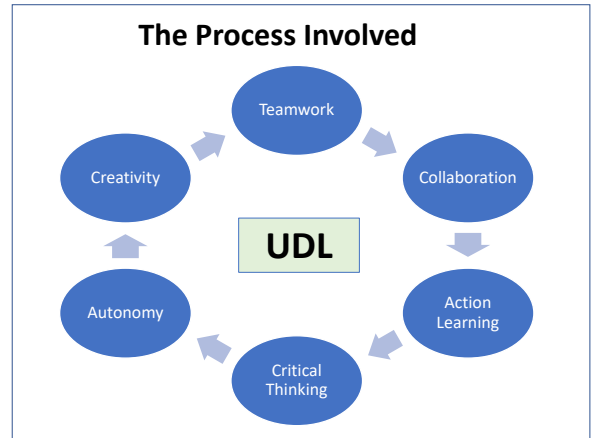 The Process Involved
Teamwork
Collaboration
Action
Learning
Critical
Thinking
Autonomy
Creativity
UDL